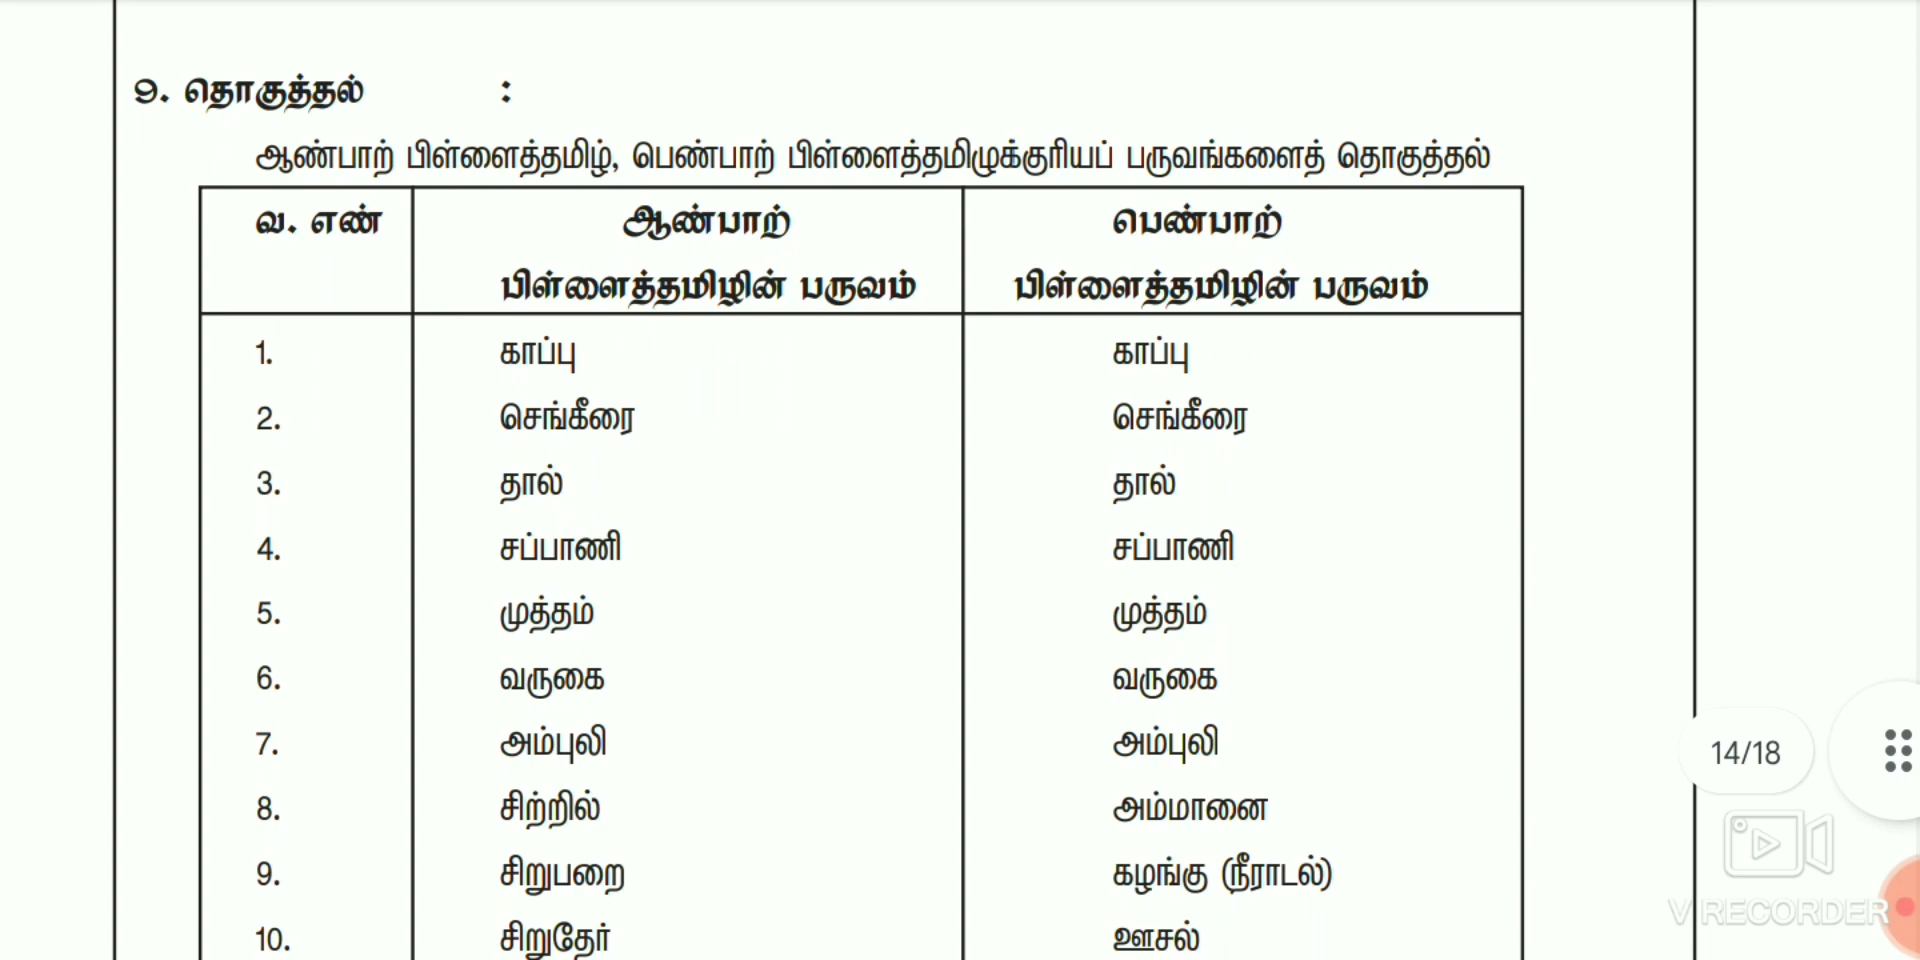 9. தொகுத்தல் :
ஆண்பாற் பிள்ளைத்தமிழ், பெண்பாற் பிள்ளைத்தமிழுக்குரியப் பருவங்களைத் தொகுத்தல்
வ. எண் ஆண்பாற் பெண்பாற்
பிள்ளைத்தமிழின் பருவம் பிள்ளைத்தமிழின் பருவம்
1. காப்பு காப்பு
2. செங்கீரை செங்கீரை
3. தால் தால்
4. சப்பாணி சப்பாணி
5. முத்தம் முத்தம்
6. வருகை வருகை
7. அம்புலி அம்புலி
14/18
8. சிற்றில் அம்மானை
9. சிறுபறை கழங்கு (நீராடல்)
V RECORDER
10. சிறுதேர் ஊசல்